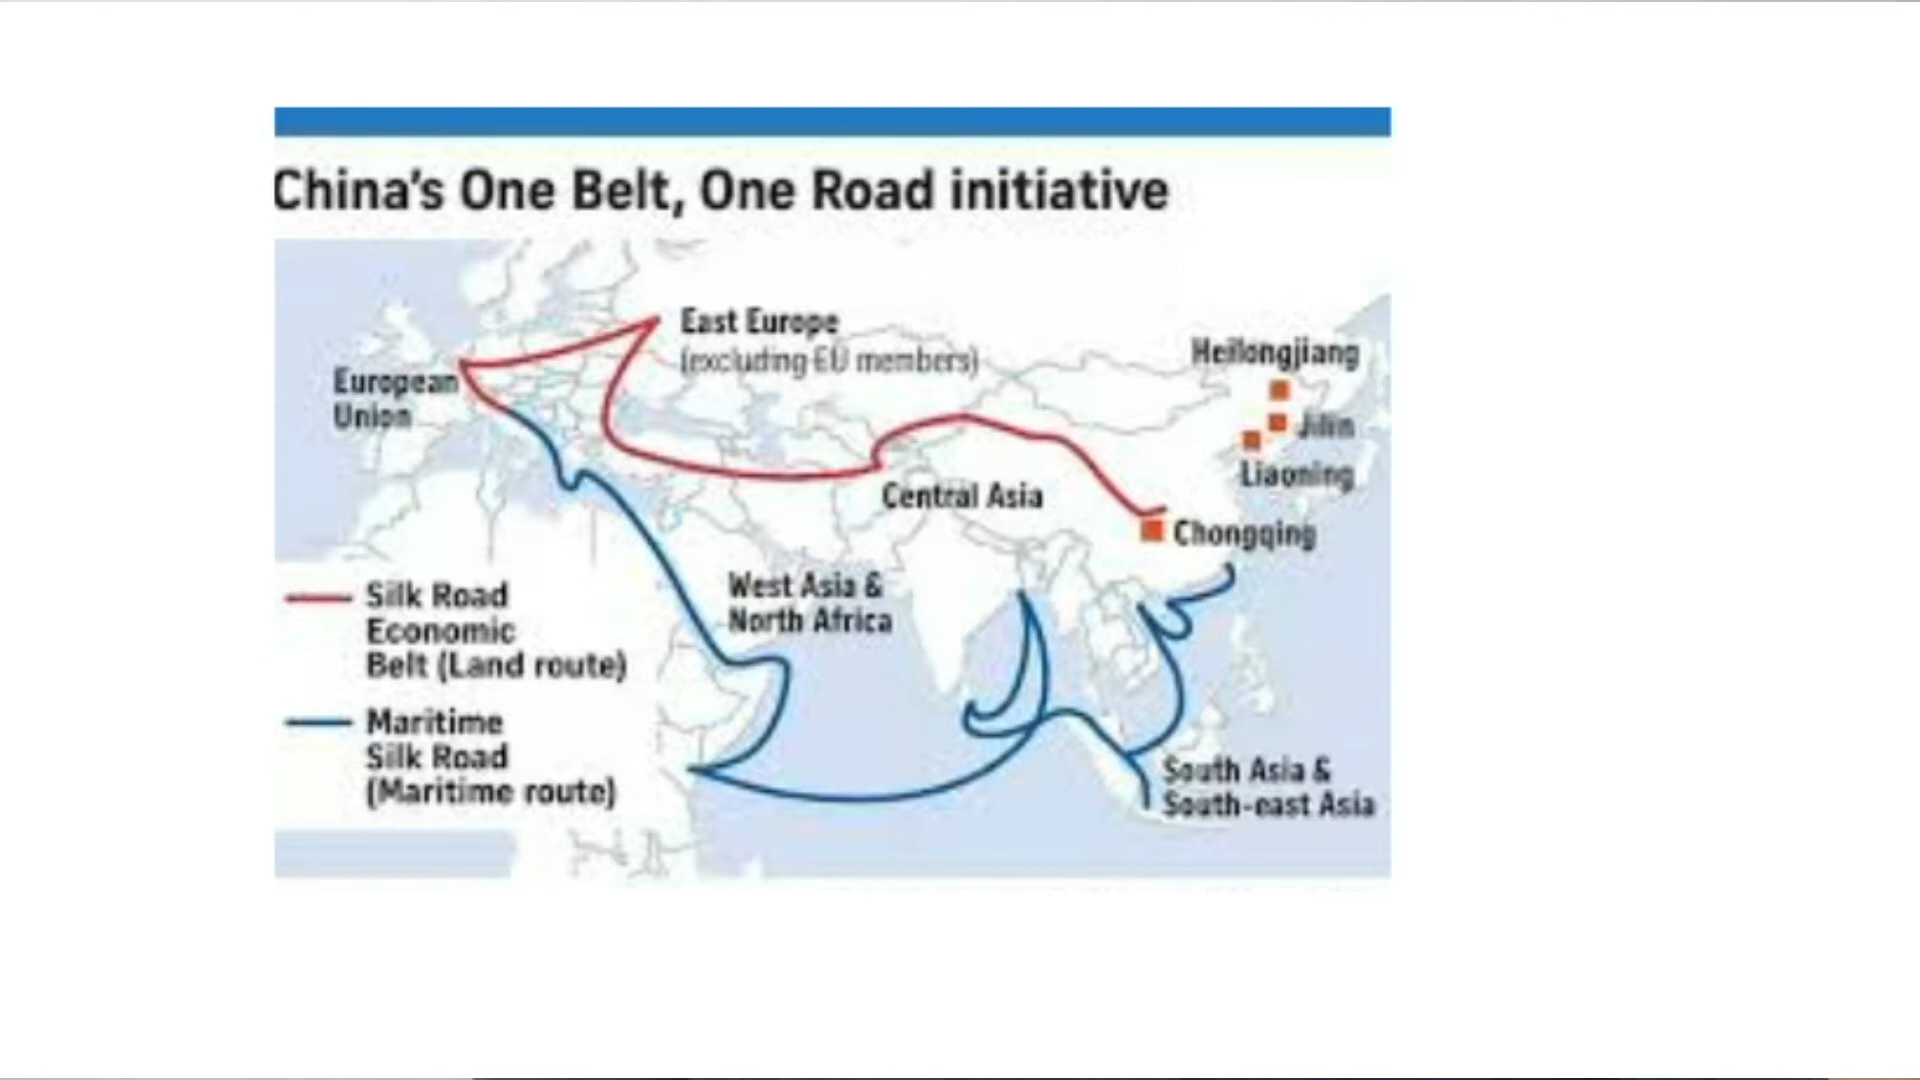 China's One Belt, One Road initiative
East Europe
(excluding EU members)
Heilongjiang
European
Union
Jilin
Liaoning
Central Asia
Chongqing
West Asia &
North Africa
Silk Road
Economic
Belt (Land route)
Maritime
Silk Road
(Maritime route)
South Asia &
South-east Asia